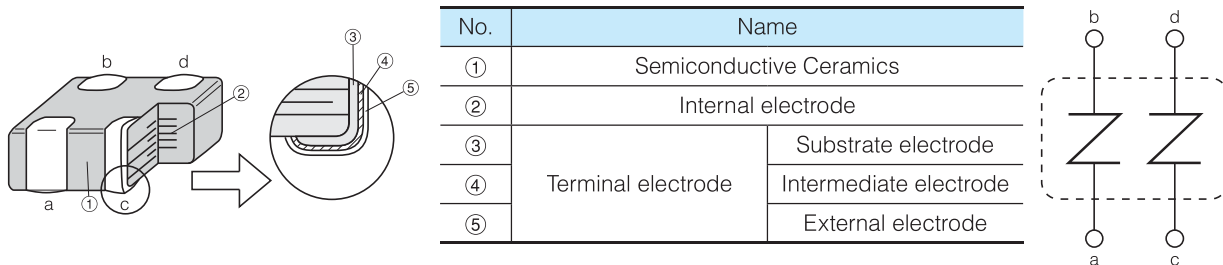 b d
②
①
a c
③
④
⑤
No. Name
① Semiconductive Ceramics
② Internal electrode
③ Terminal electrode Substrate electrode
④ Intermediate electrode
⑤ External electrode
b d
a c